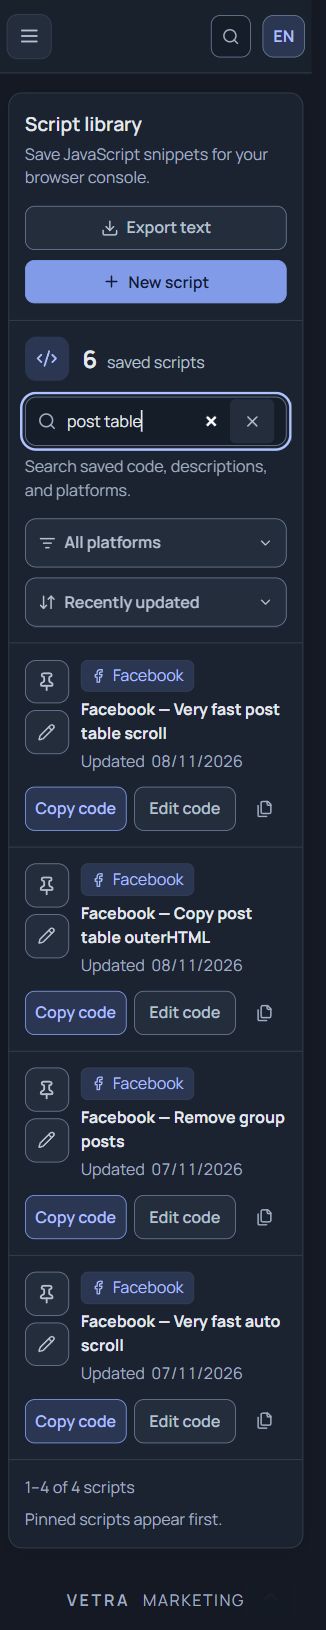 EN
Script library
Save JavaScript snippets for your
browser console.
Export text
New script
6 saved scripts
post table
Search saved code, descriptions,
and platforms.
All platforms
Recently updated
Facebook
Facebook — Very fast post
table scroll
Updated 08/11/2026
Copy code
Edit code
Facebook
Facebook — Copy post
table outerHTML
Updated 08/11/2026
Copy code
Edit code
Facebook
Facebook — Remove group
posts
Updated 07/11/2026
Copy code
Edit code
Facebook
Facebook — Very fast auto
scroll
Updated 07/11/2026
Copy code
Edit code
1–4 of 4 scripts
Pinned scripts appear first.
VETRA MARKETING